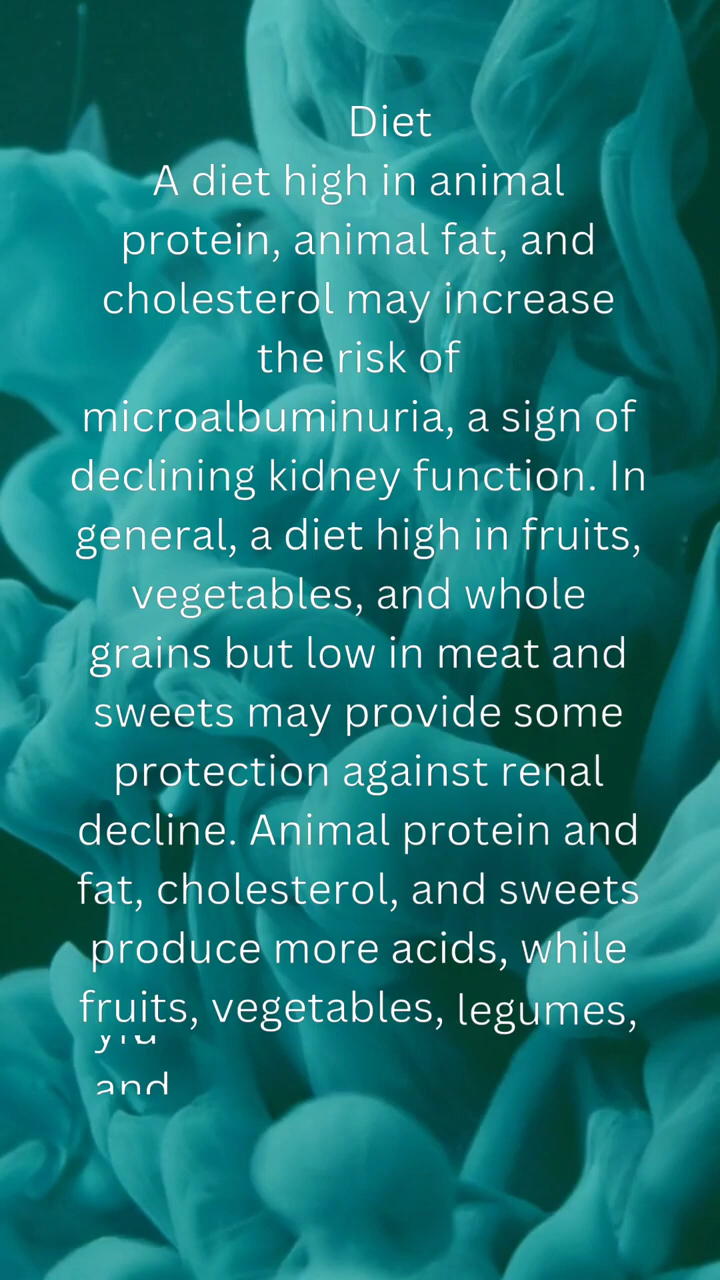 Diet
A diet high in animal
protein, animal fat, and
cholesterol may increase
the risk of
microalbuminuria, a sign of
declining kidney function. In
general, a diet high in fruits,
vegetables, and whole
grains but low in meat and
sweets may provide some
protection against renal
decline. Animal protein and
fat, cholesterol, and sweets
produce more acids, while
fruits, vegetables, legumes,
and